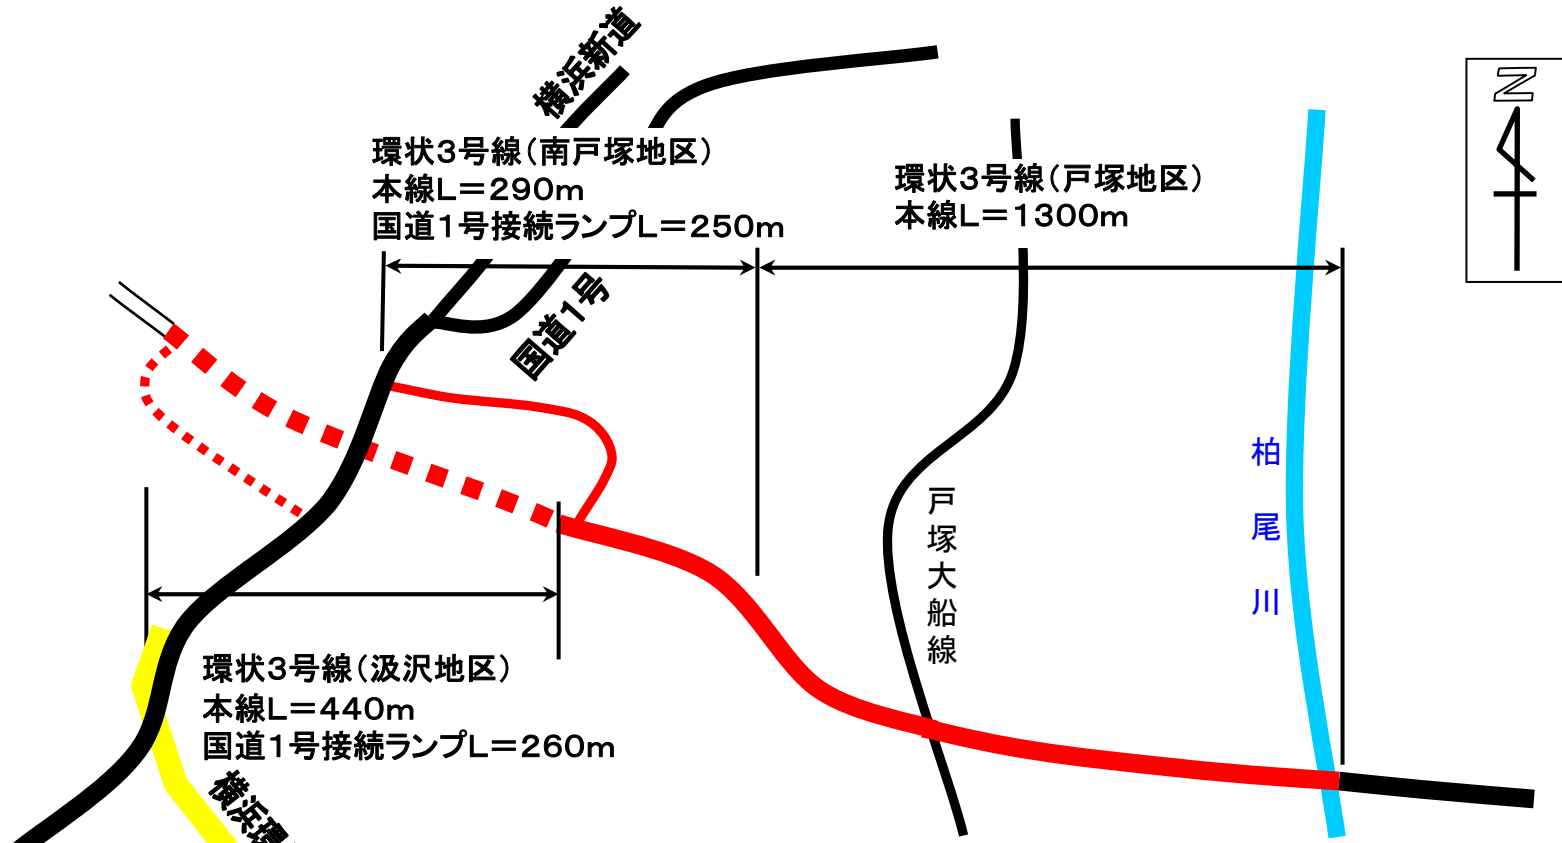 横浜新道
N
環状3号線(南戸塚地区)
本線L=290m
国道1号接続ランプL=250m
環状3号線(戸塚地区)
本線L=1300m
国道1号
柏尾川
戸塚大船線
環状3号線(汲沢地区)
本線L=440m
国道1号接続ランプL=260m
横浜環